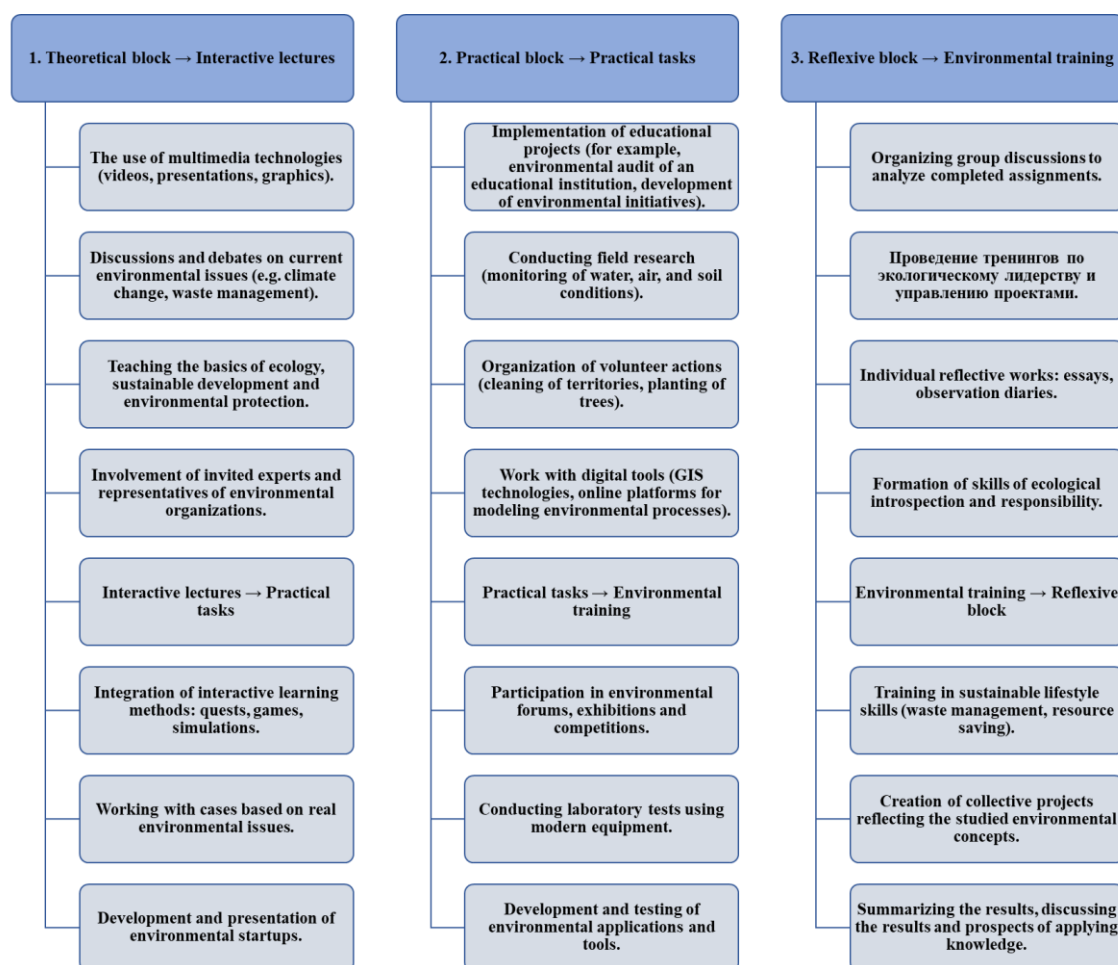 1. Theoretical block → Interactive lectures
The use of multimedia technologies
(videos, presentations, graphics).
Discussions and debates on current
environmental issues (e.g. climate
change, waste management).
Teaching the basics of ecology,
sustainable development and
environmental protection.
Involvement of invited experts and
representatives of environmental
organizations.
Interactive lectures → Practical
tasks
Integration of interactive learning
methods: quests, games,
simulations.
Working with cases based on real
environmental issues.
Development and presentation of
environmental startups.
2. Practical block → Practical tasks
Implementation of educational
projects (for example,
environmental audit of an
educational institution, development
of environmental initiatives).
Conducting field research
(monitoring of water, air, and soil
conditions).
Organization of volunteer actions
(cleaning of territories, planting of
trees).
Work with digital tools (GIS
technologies, online platforms for
modeling environmental processes).
Practical tasks → Environmental
training
Participation in environmental
forums, exhibitions and
competitions.
Conducting laboratory tests using
modern equipment.
Development and testing of
environmental applications and
tools.
3. Reflexive block → Environmental training
Organizing group discussions to
analyze completed assignments.
Проведение тренингов по
экологическому лидерству и
управлению проектами.
Individual reflective works: essays,
observation diaries.
Formation of skills of ecological
introspection and responsibility.
Environmental training → Reflexive
block
Training in sustainable lifestyle
skills (waste management, resource
saving).
Creation of collective projects
reflecting the studied environmental
concepts.
Summarizing the results, discussing
the results and prospects of applying
knowledge.